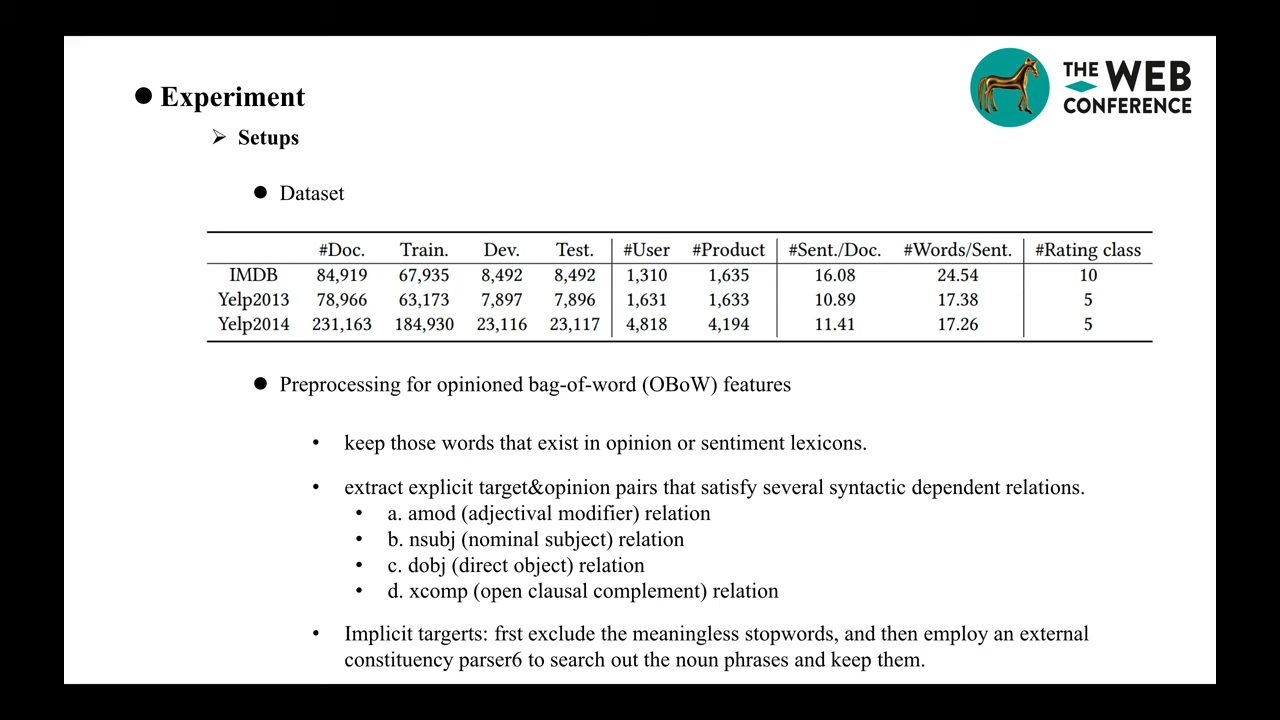 Experiment
THE WEB
CONFERENCE
Setups
Dataset
#Doc. Train. Dev. Test. #User #Product #Sent./Doc. #Words/Sent. #Rating class
IMDB 84,919 67,935 8,492 8,492 1,310 1,635 16.08 24.54 10
Yelp2013 78,966 63,173 7,897 7,896 1,631 1,633 10.89 17.38 5
Yelp2014 231,163 184,930 23,116 23,117 4,818 4,194 11.41 17.26 5
Preprocessing for opinioned bag-of-word (OBoW) features
keep those words that exist in opinion or sentiment lexicons.
extract explicit target&opinion pairs that satisfy several syntactic dependent relations.
a. amod (adjectival modifier) relation
b. nsubj (nominal subject) relation
c. dobj (direct object) relation
d. xcomp (open clausal complement) relation
Implicit targerts: frst exclude the meaningless stopwords, and then employ an external
constituency parser6 to search out the noun phrases and keep them.